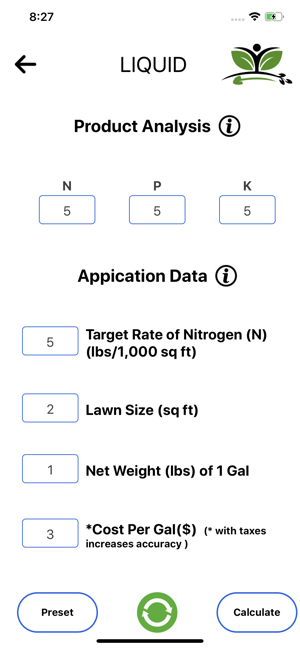 8:27
LIQUID
Product Analysis
N P K
5 5 5
Appication Data
5 Target Rate of Nitrogen (N)
(lbs/1,000 sq ft)
2 Lawn Size (sq ft)
1 Net Weight (lbs) of 1 Gal
3 *Cost Per Gal($) (* with taxes
increases accuracy )
Preset Calculate